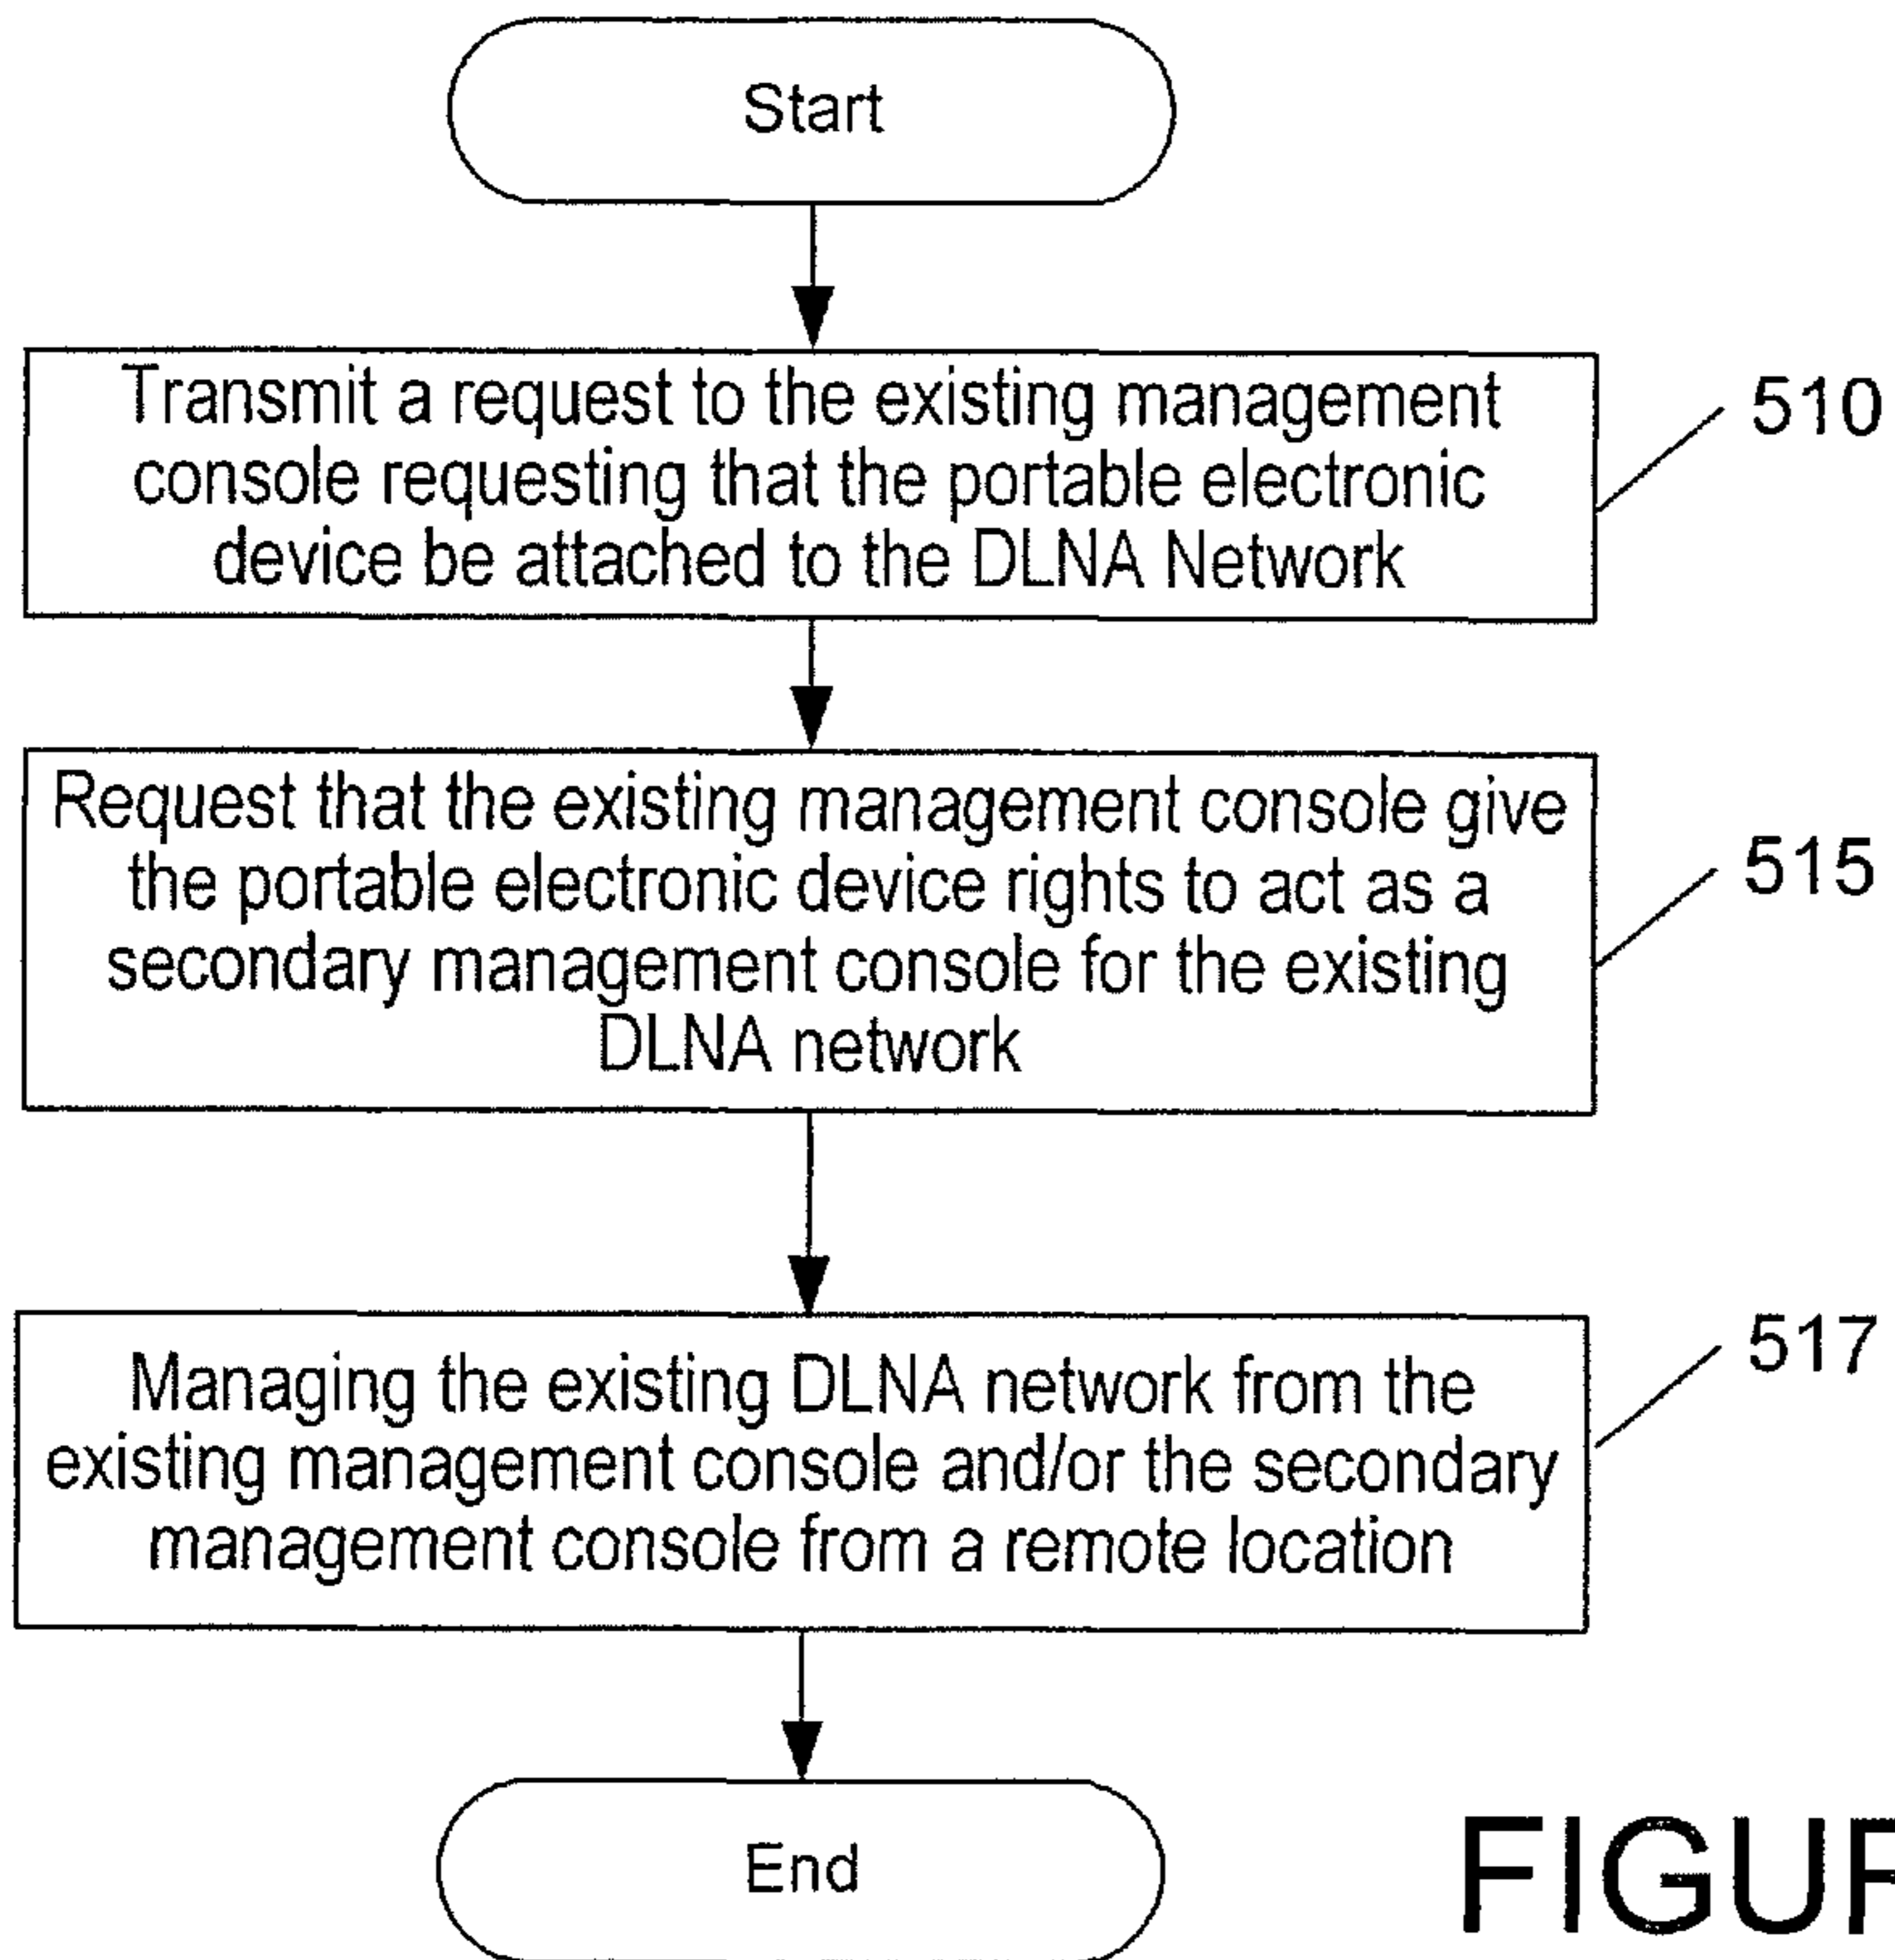 Start
Transmit a request to the existing management
console requesting that the portable electronic
device be attached to the DLNA Network
510
Request that the existing management console give
the portable electronic device rights to act as a
secondary management console for the existing
DLNA network
515
Managing the existing DLNA network from the
existing management console and/or the secondary
management console from a remote location
517
End